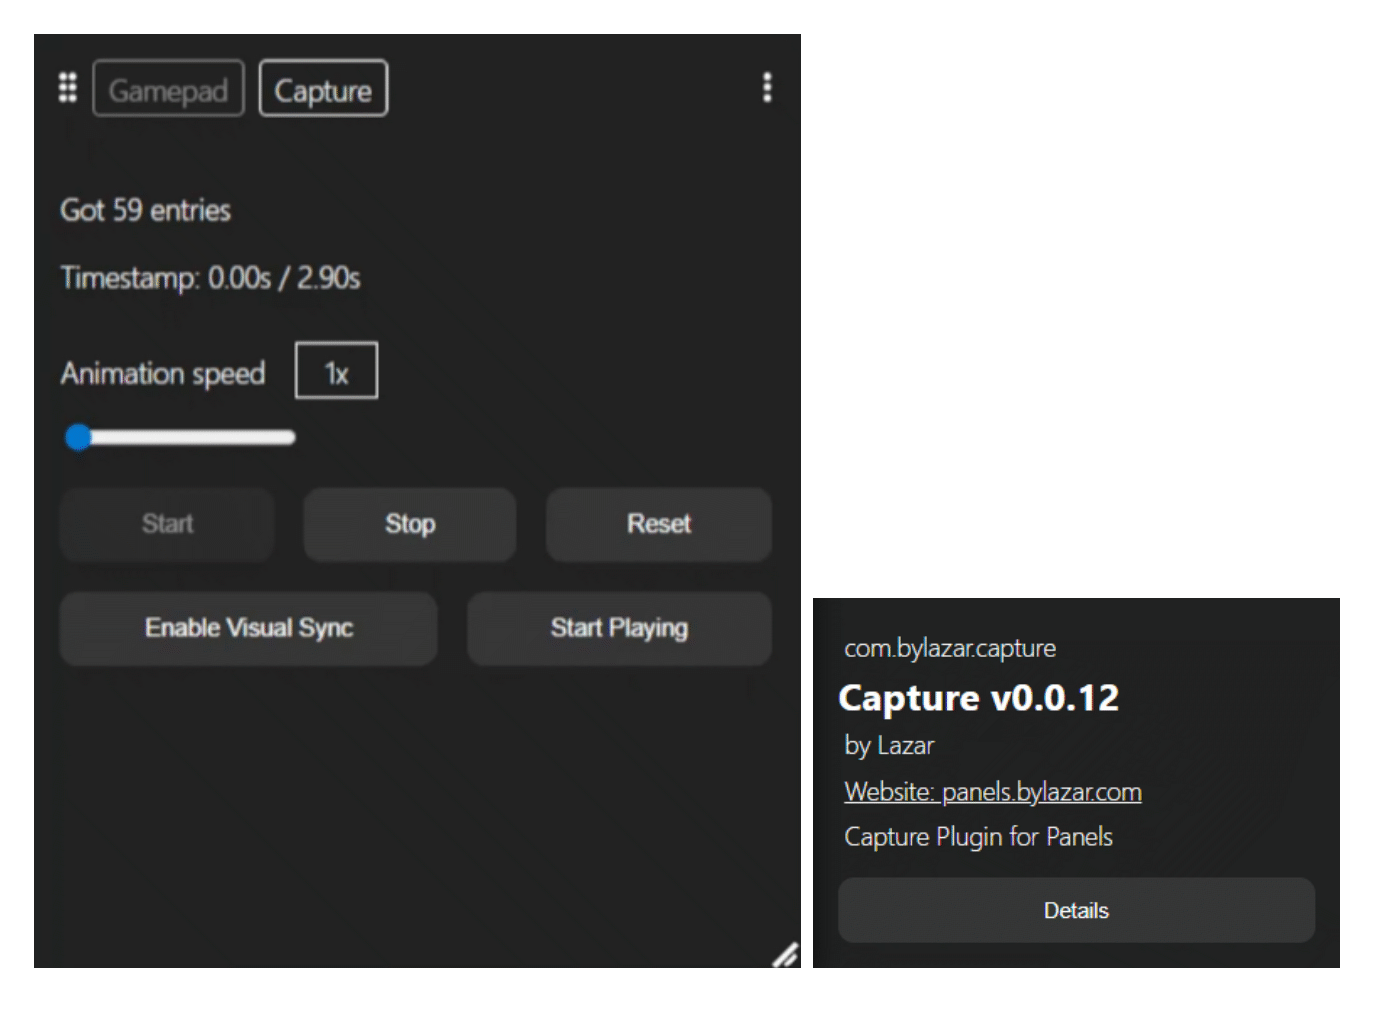 Gamepad Capture
Got 59 entries
Timestamp: 0.00s / 2.90s
Animation speed 1x
Start Stop Reset
Enable Visual Sync Start Playing
com.bylazar.capture
Capture v0.0.12
by Lazar
Website: panels.bylazar.com
Capture Plugin for Panels
Details